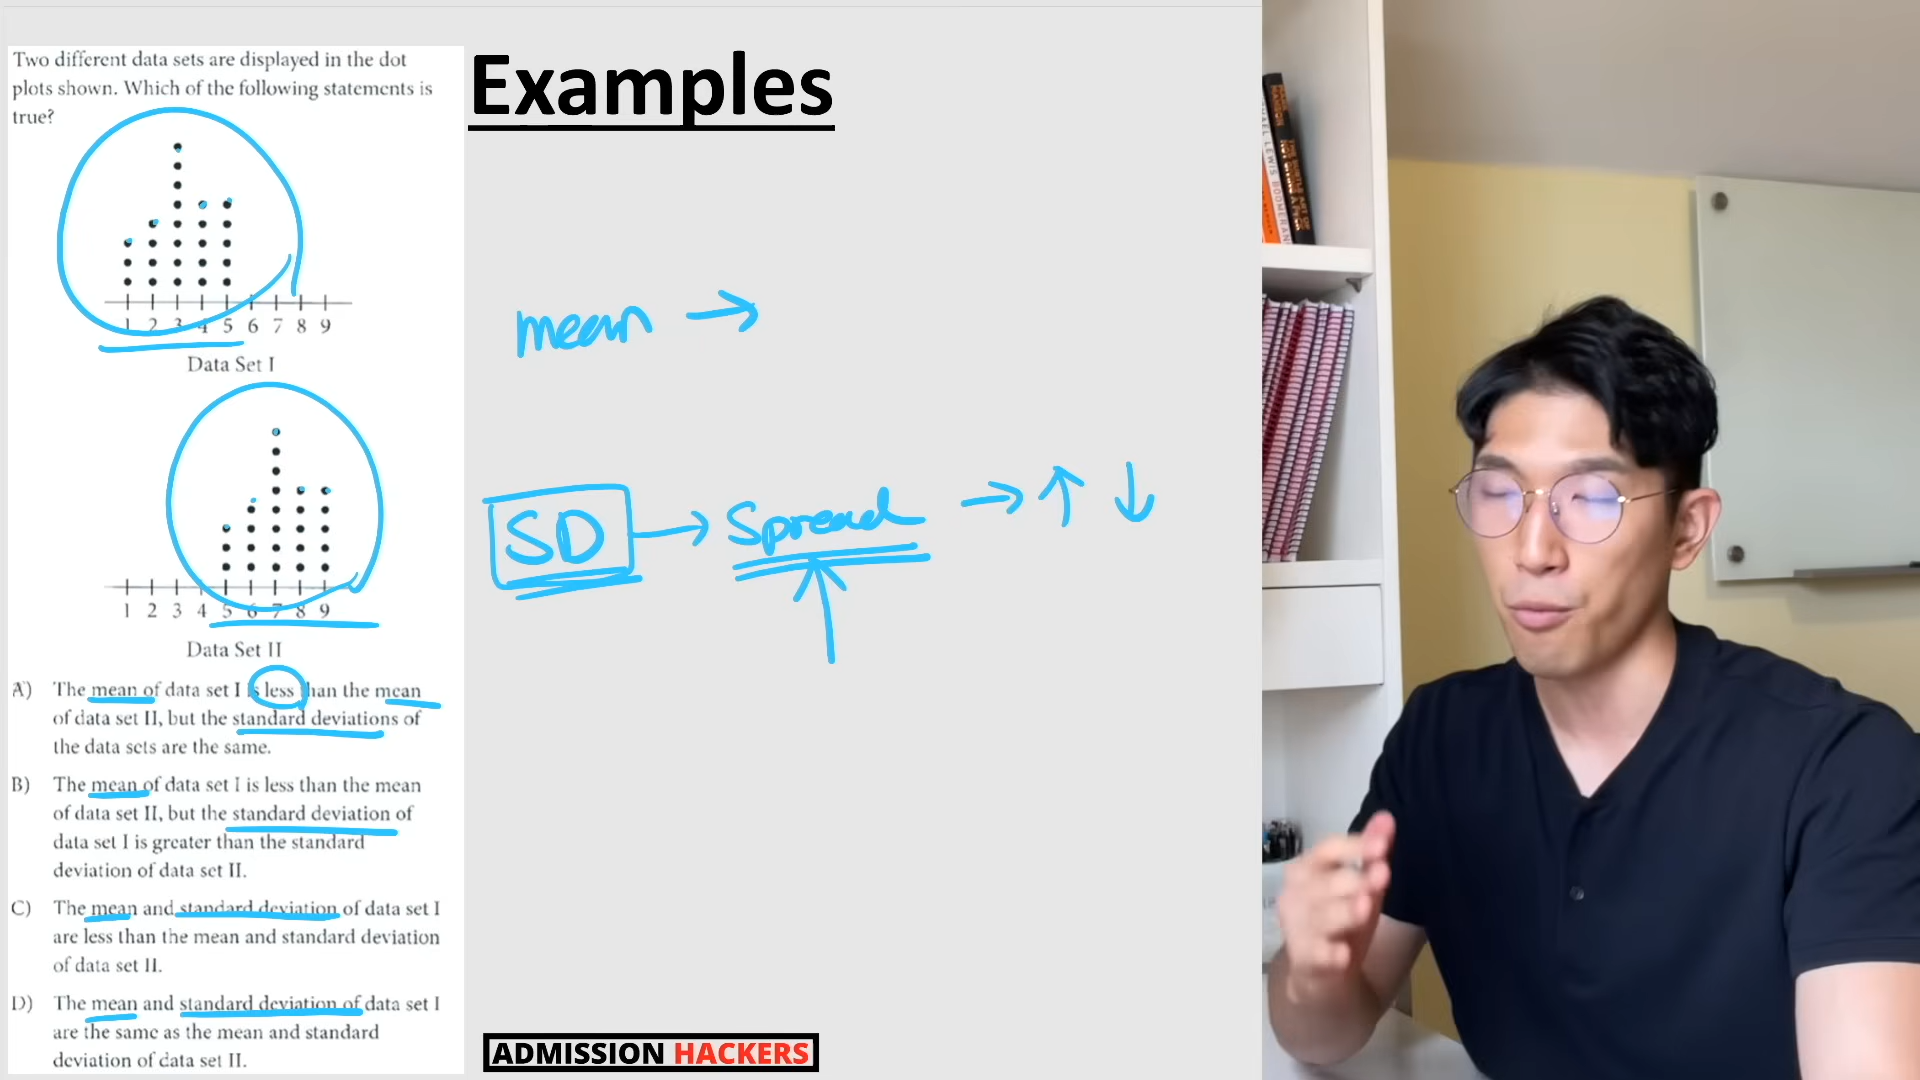 Two different data sets are displayed in the dot
plots shown. Which of the following statements is
true?
1 2 3 4 5 6 7 8 9
Data Set I
1 2 3 4 5 6 7 8 9
Data Set II
A) The mean of data set I is less than the mean
of data set II, but the standard deviations of
the data sets are the same.
B) The mean of data set I is less than the mean
of data set II, but the standard deviation of
data set I is greater than the standard
deviation of data set II.
C) The mean and standard deviation of data set I
are less than the mean and standard deviation
of data set II.
D) The mean and standard deviation of data set I
are the same as the mean and standard
deviation of data set II.
Examples
mean →
SD → Spread → ↑ ↓
ADMISSION HACKERS
BOOMERANG